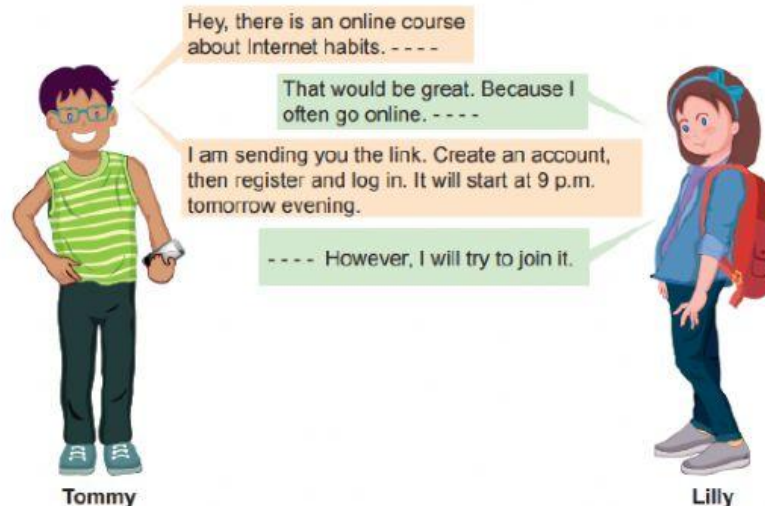 Hey, there is an online course
about Internet habits. - - - -
That would be great. Because I
often go online. - - - -
I am sending you the link. Create an account,
then register and log in. It will start at 9 p.m.
tomorrow evening.
- - - - However, I will try to join it.
Tommy
Lilly